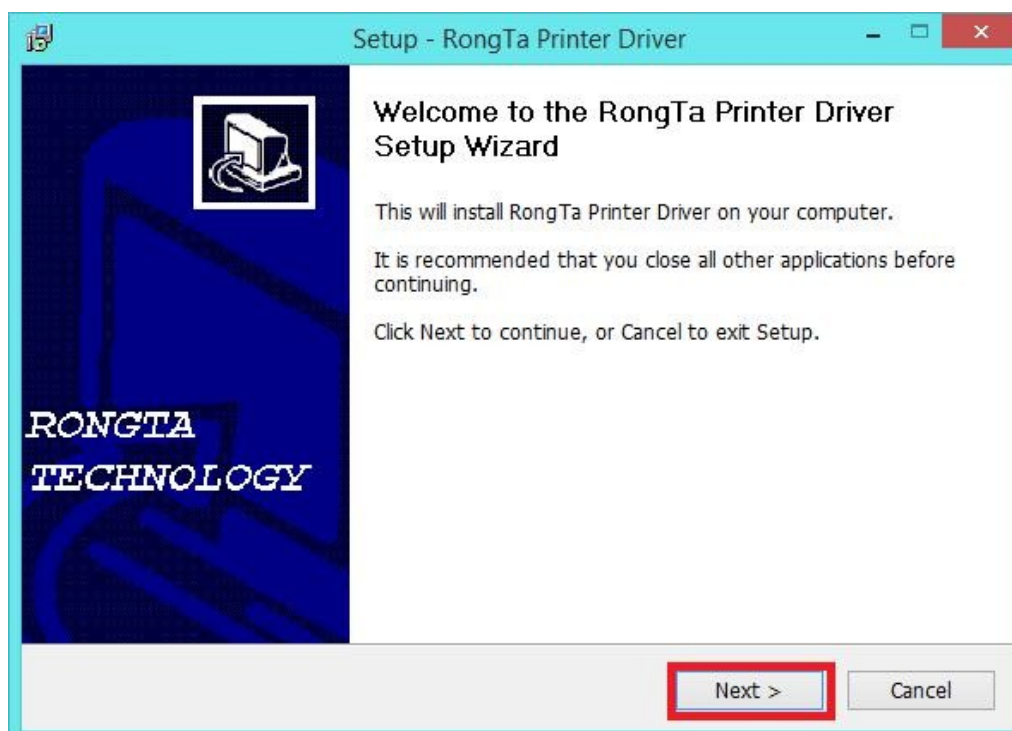 Setup - RongTa Printer Driver
Welcome to the RongTa Printer Driver
Setup Wizard
This will install RongTa Printer Driver on your computer.
It is recommended that you close all other applications before
continuing.
Click Next to continue, or Cancel to exit Setup.
RONGTA
TECHNOLOGY
Next >
Cancel